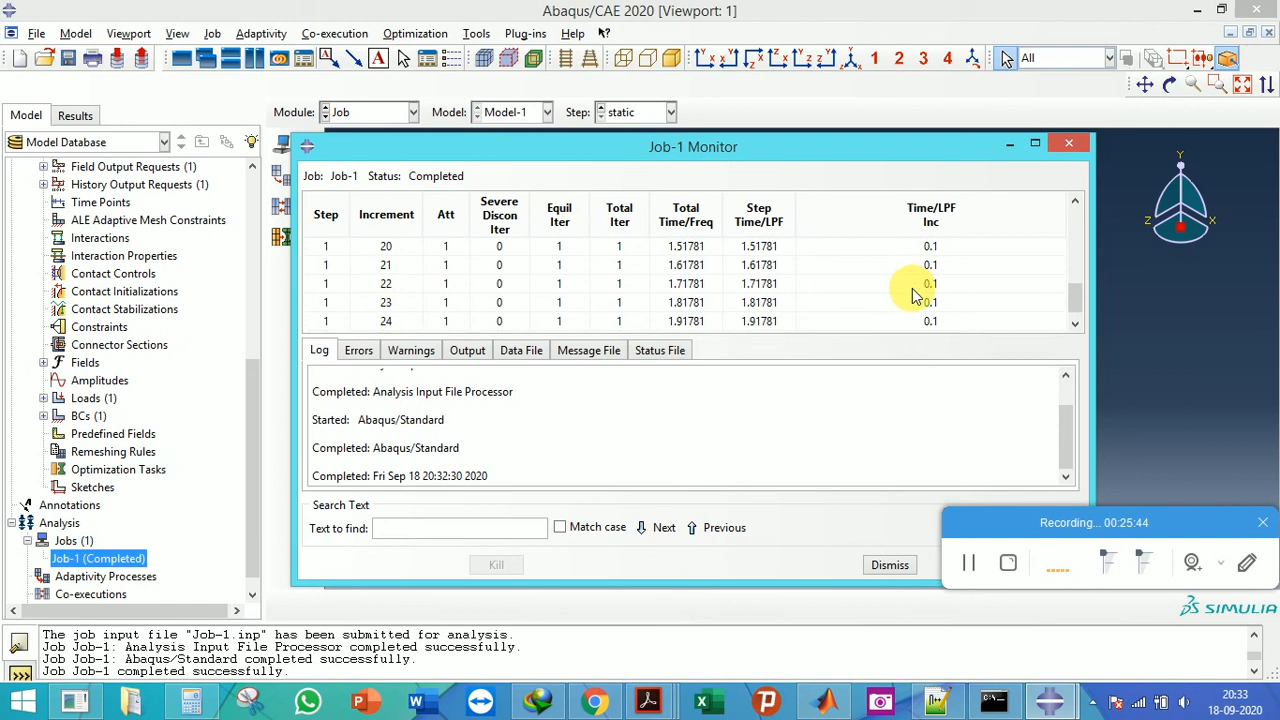 Abaqus/CAE 2020 [Viewport: 1]
File Model Viewport View Job Adaptivity Co-execution Optimization Tools Plug-ins Help
A 1 2 3 4 All
Model Results Module: Job Model: Model-1 Step: static
Model Database
Field Output Requests (1)
History Output Requests (1)
Time Points
ALE Adaptive Mesh Constraints
Interactions
Interaction Properties
Contact Controls
Contact Initializations
Contact Stabilizations
Constraints
Connector Sections
Fields
Amplitudes
Loads (1)
BCs (1)
Predefined Fields
Remeshing Rules
Optimization Tasks
Sketches
Annotations
Analysis
Jobs (1)
Job-1 (Completed)
Adaptivity Processes
Co-executions
Job-1 Monitor
Job: Job-1 Status: Completed
Step Increment Att Severe Discon Iter Equil Iter Total Iter Total Time/Freq Step Time/LPF Time/LPF Inc
1 20 1 0 1 1 1.51781 1.51781 0.1
1 21 1 0 1 1 1.61781 1.61781 0.1
1 22 1 0 1 1 1.71781 1.71781 0.1
1 23 1 0 1 1 1.81781 1.81781 0.1
1 24 1 0 1 1 1.91781 1.91781 0.1
Log Errors Warnings Output Data File Message File Status File
Completed: Analysis Input File Processor
Started: Abaqus/Standard
Completed: Abaqus/Standard
Completed: Fri Sep 18 20:32:30 2020
Search Text
Text to find: Match case Next Previous
Kill Dismiss
Y
Z X
Recording... 00:25:44
SIMULIA
The job input file "Job-1.inp" has been submitted for analysis.
Job Job-1: Analysis Input File Processor completed successfully.
Job Job-1: Abaqus/Standard completed successfully.
Job Job-1 completed successfully.
20:33
18-09-2020